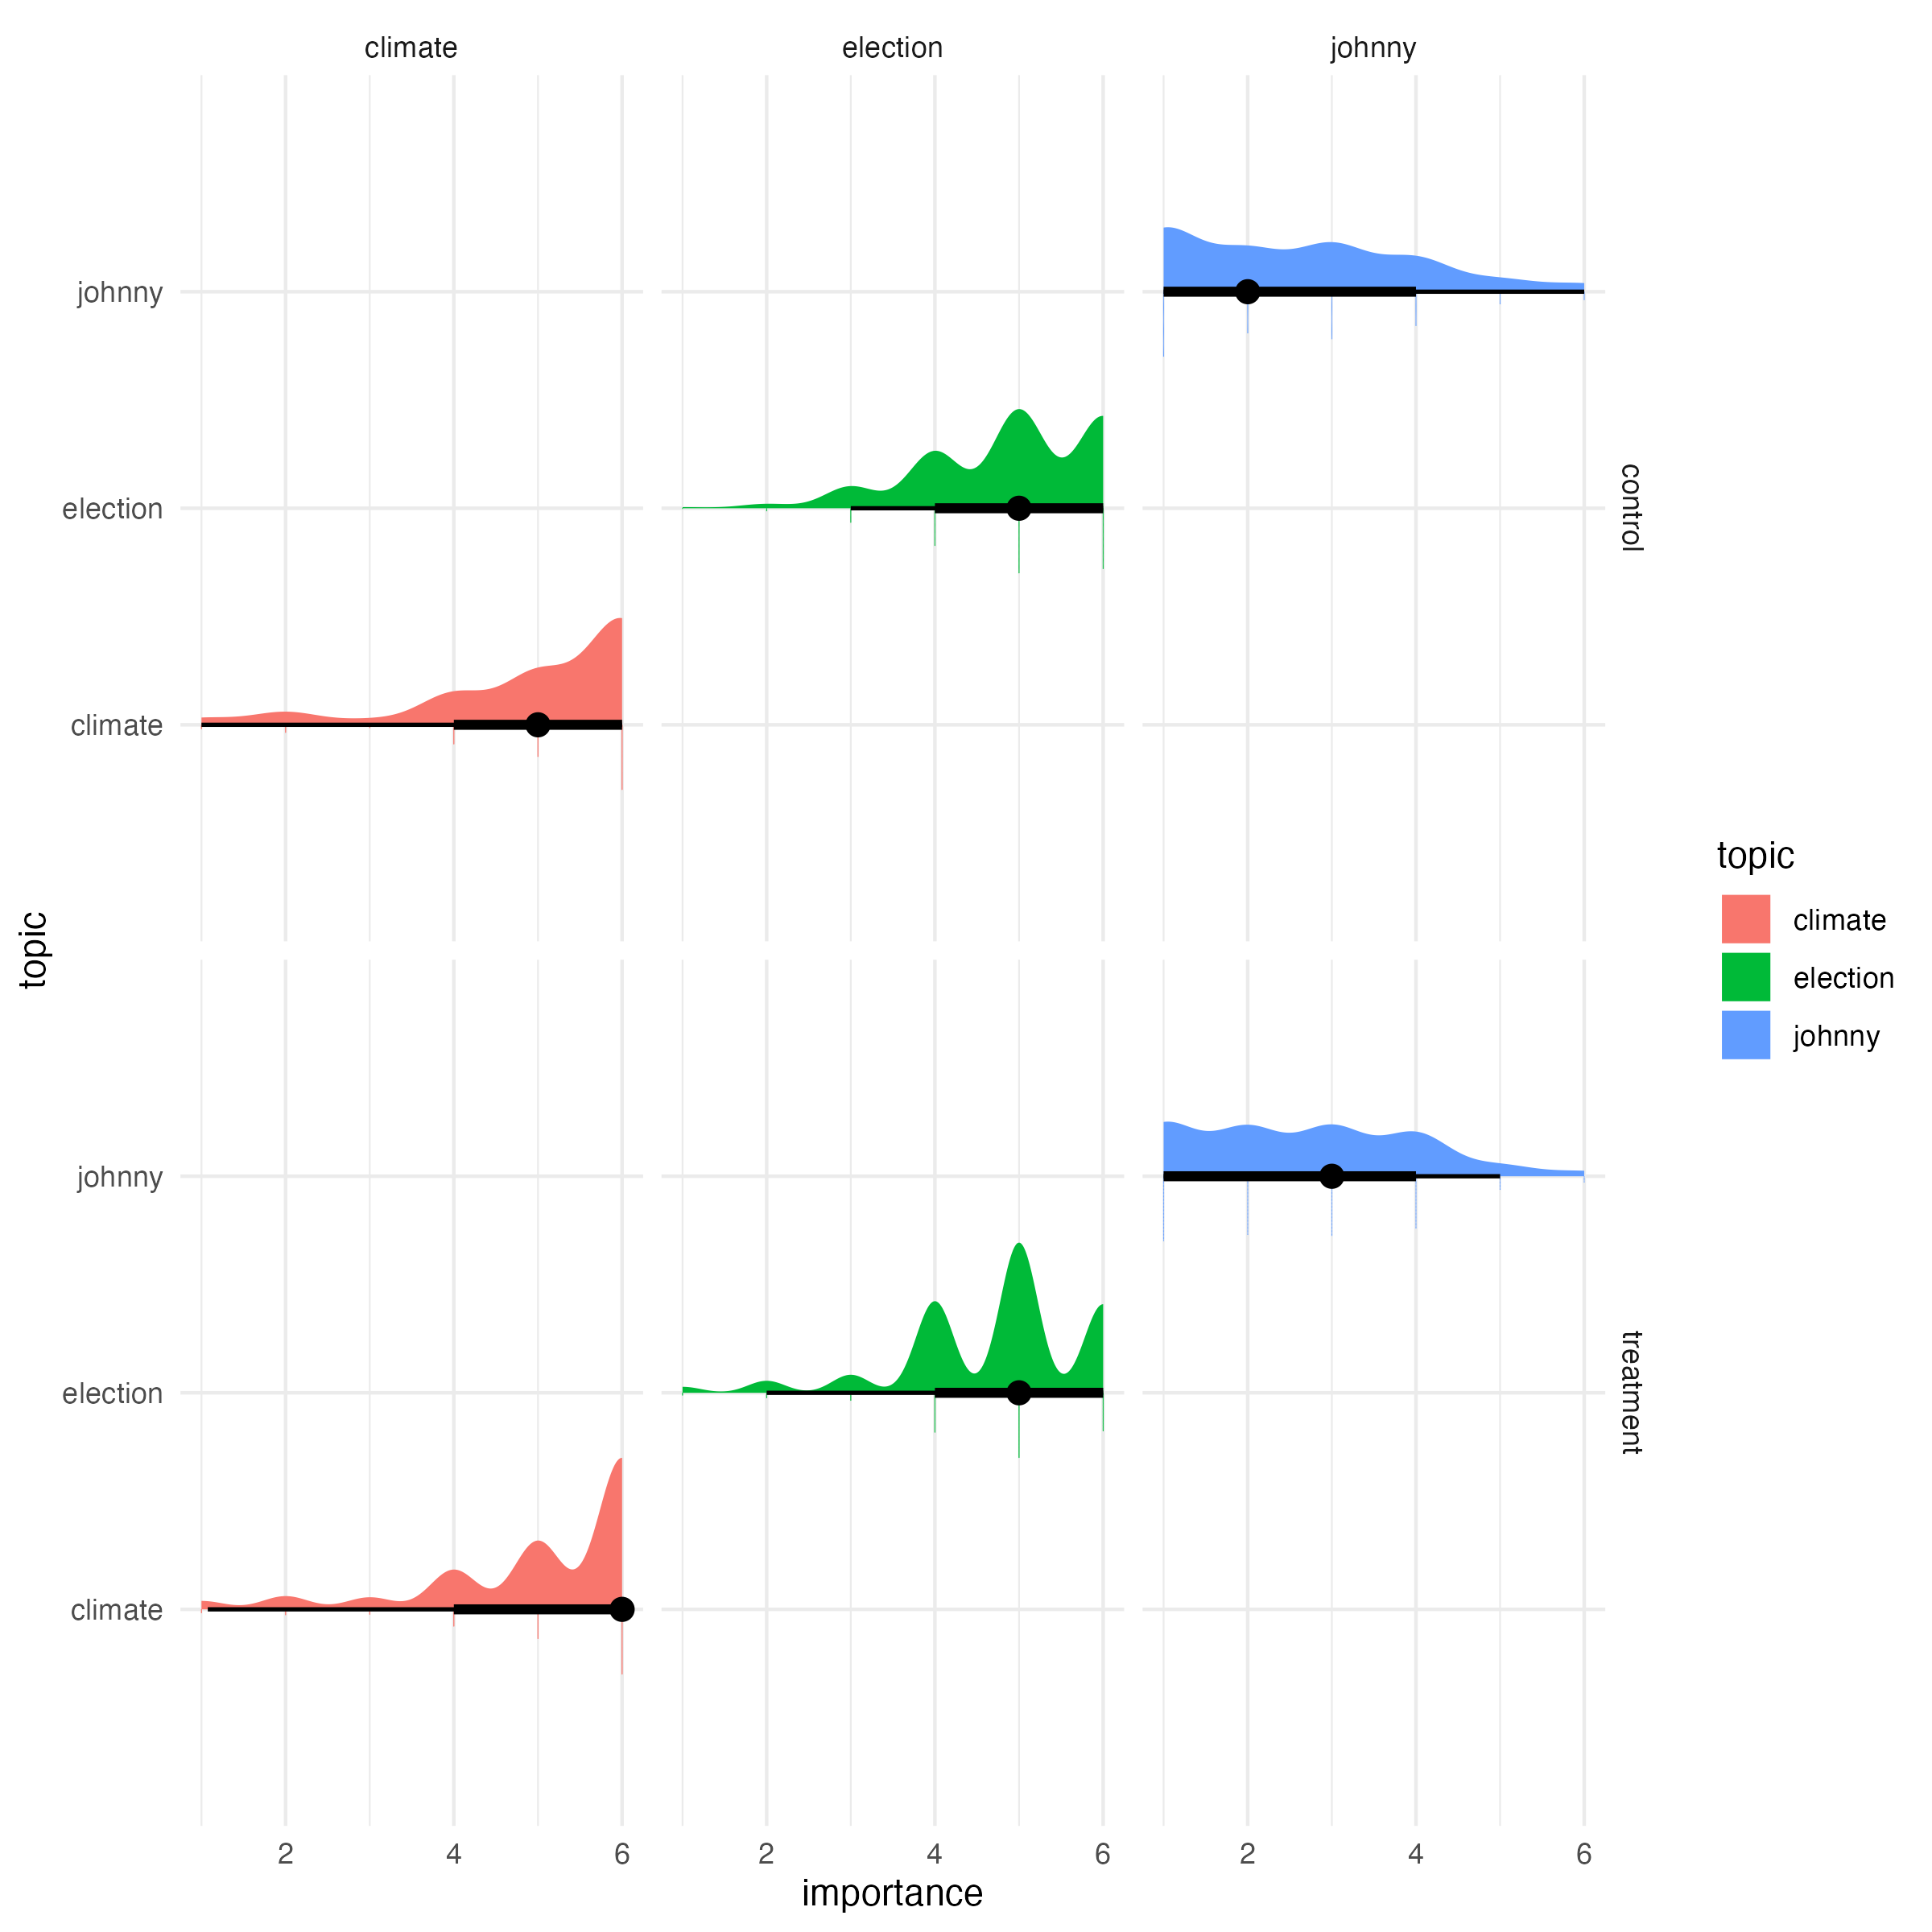 climate
election
johnny
johnny
election
climate
control
topic
johnny
election
climate
treatment
2
4
6
2
4
6
2
4
6
importance
topic
climate
election
johnny